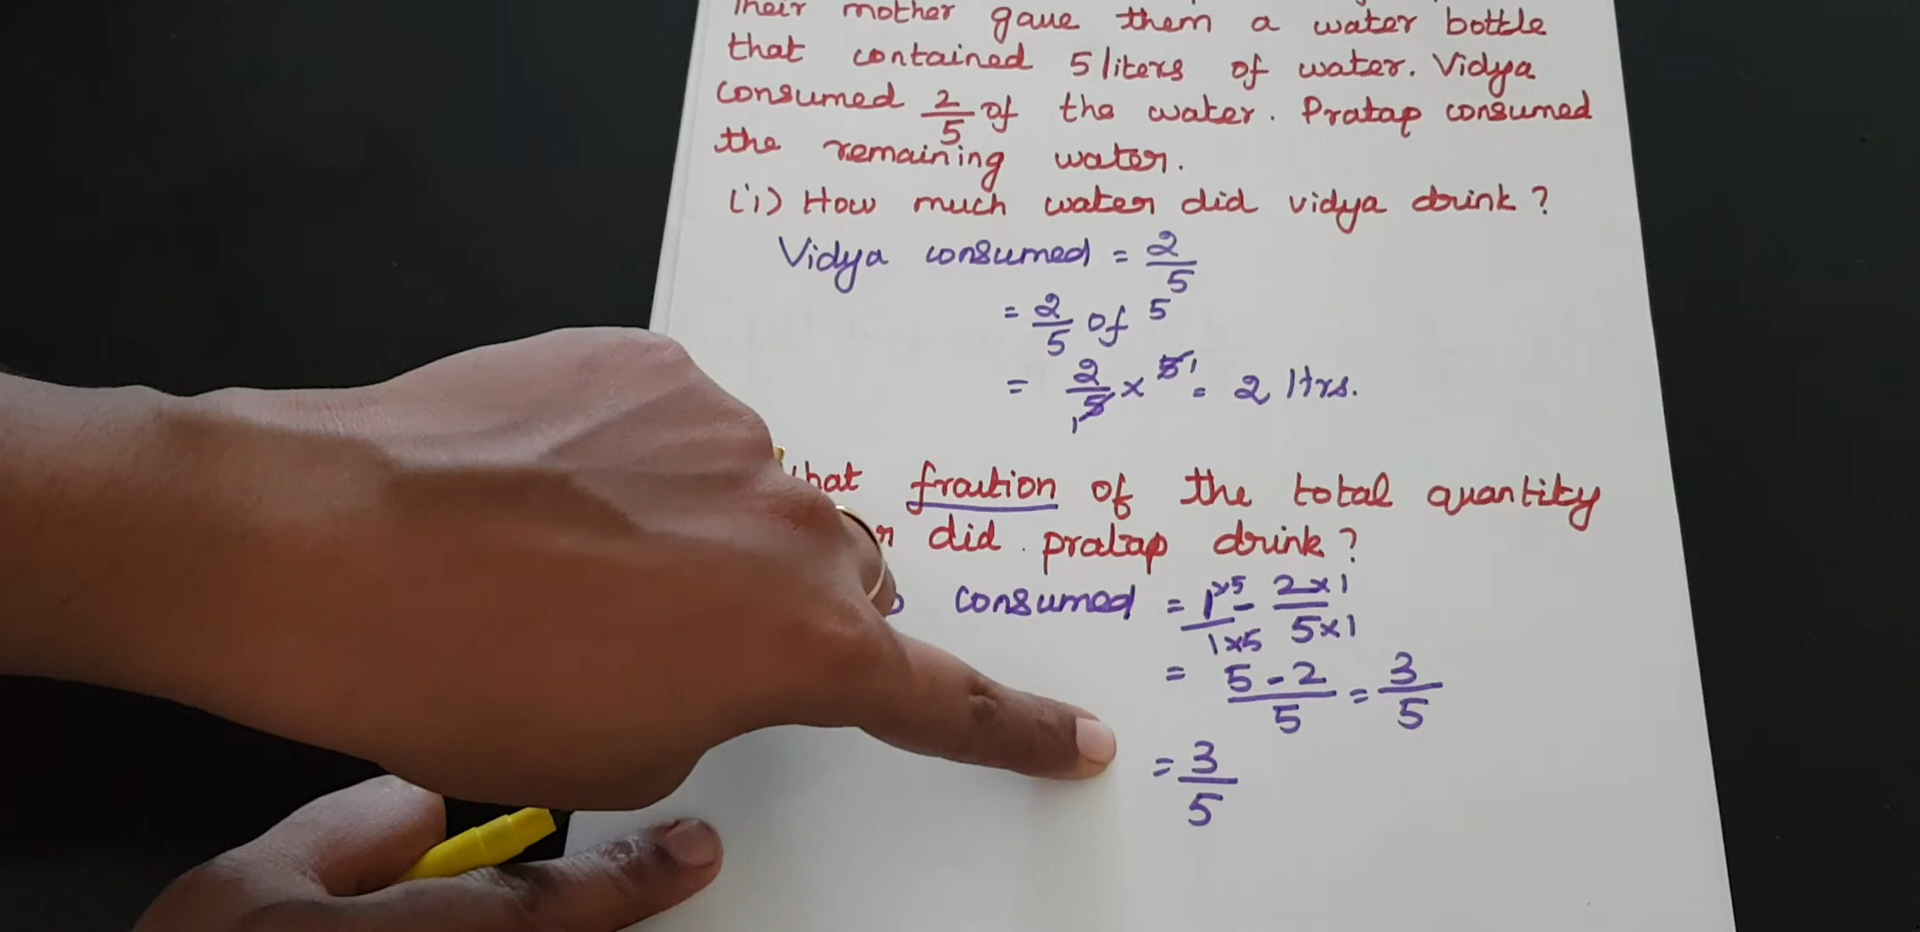 Their mother gave them a water bottle
that contained 5 liters of water. Vidya
consumed 2/5 of the water. Pratap consumed
the remaining water.
(i) How much water did vidya drink?
Vidya consumed = 2/5
= 2/5 of 5
= 2/5 × 5 1 = 2 ltrs.
1
fraction of the total quantity
did pratap drink?
consumed = 1×5/1×5 - 2×1/5×1
= 5-2/5 = 3/5
= 3/5